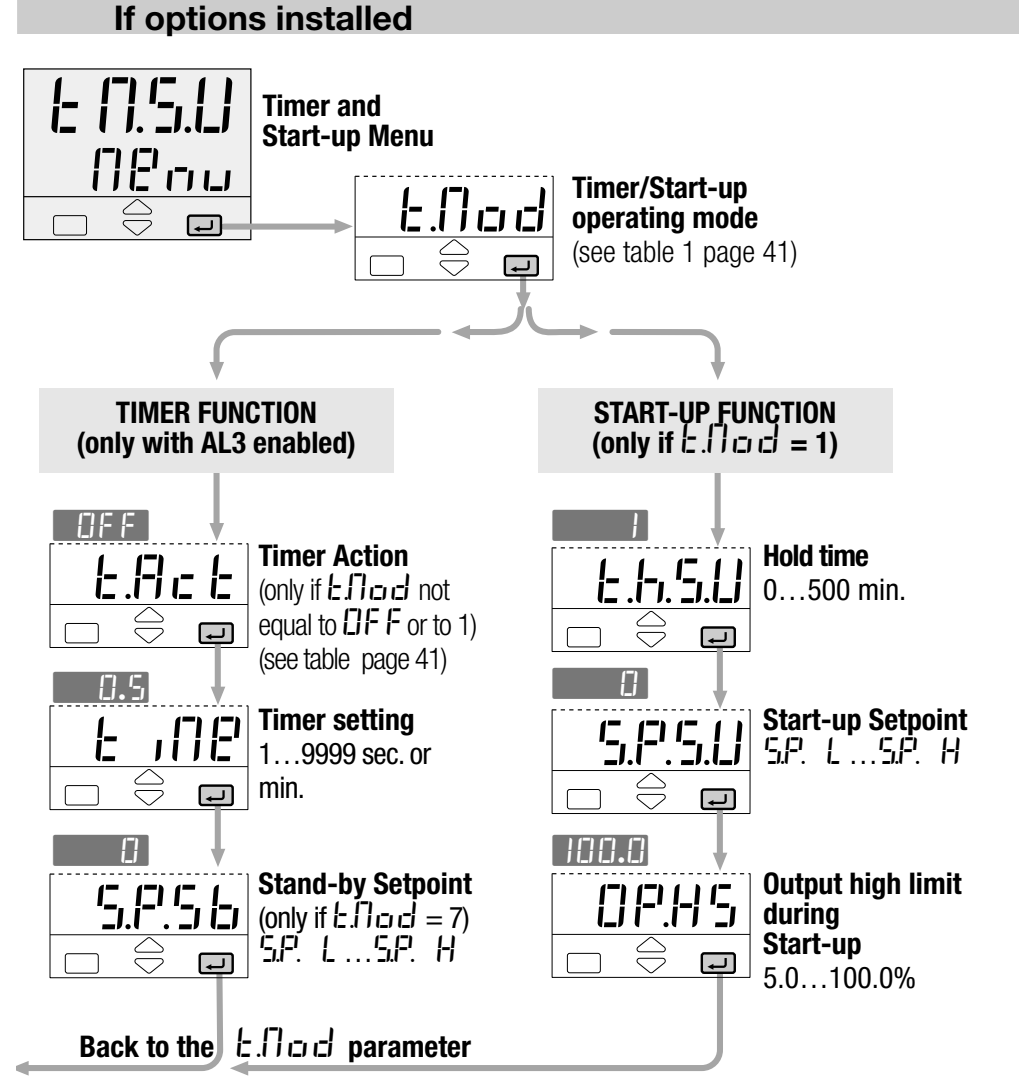 If options installed
t.M.S.U
Menu
Timer and
Start-up Menu
t.Mod
Timer/Start-up
operating mode
(see table 1 page 41)
TIMER FUNCTION
(only with AL3 enabled)
OFF
t.Act
Timer Action
(only if t.Mod not
equal to OFF or to 1)
(see table page 41)
0.5
tiMe
Timer setting
1…9999 sec. or
min.
0
S.P.Sb
Stand-by Setpoint
(only if t.Mod = 7)
S.P. L…S.P. H
START-UP FUNCTION
(only if t.Mod = 1)
1
t.h.S.U
Hold time
0…500 min.
0
S.P.S.U
Start-up Setpoint
S.P. L…S.P. H
100.0
OP.HS
Output high limit
during
Start-up
5.0…100.0%
Back to the t.Mod parameter